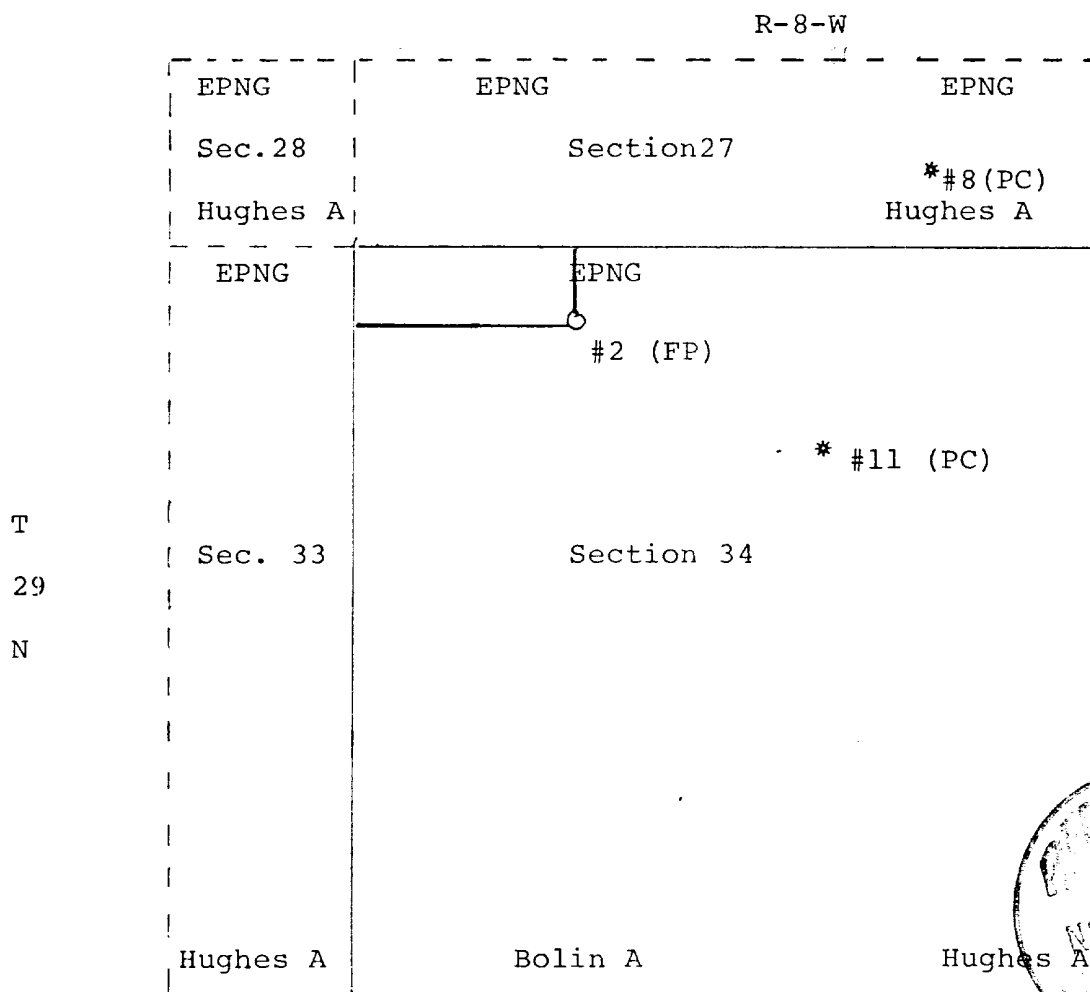 R-8-W
EPNG EPNG EPNG
Sec.28 Section27
*#8(PC)
Hughes A Hughes A
EPNG EPNG
#2 (FP)
* #11 (PC)
T
Sec. 33 Section 34
29
N
Hughes A Bolin A Hughes A